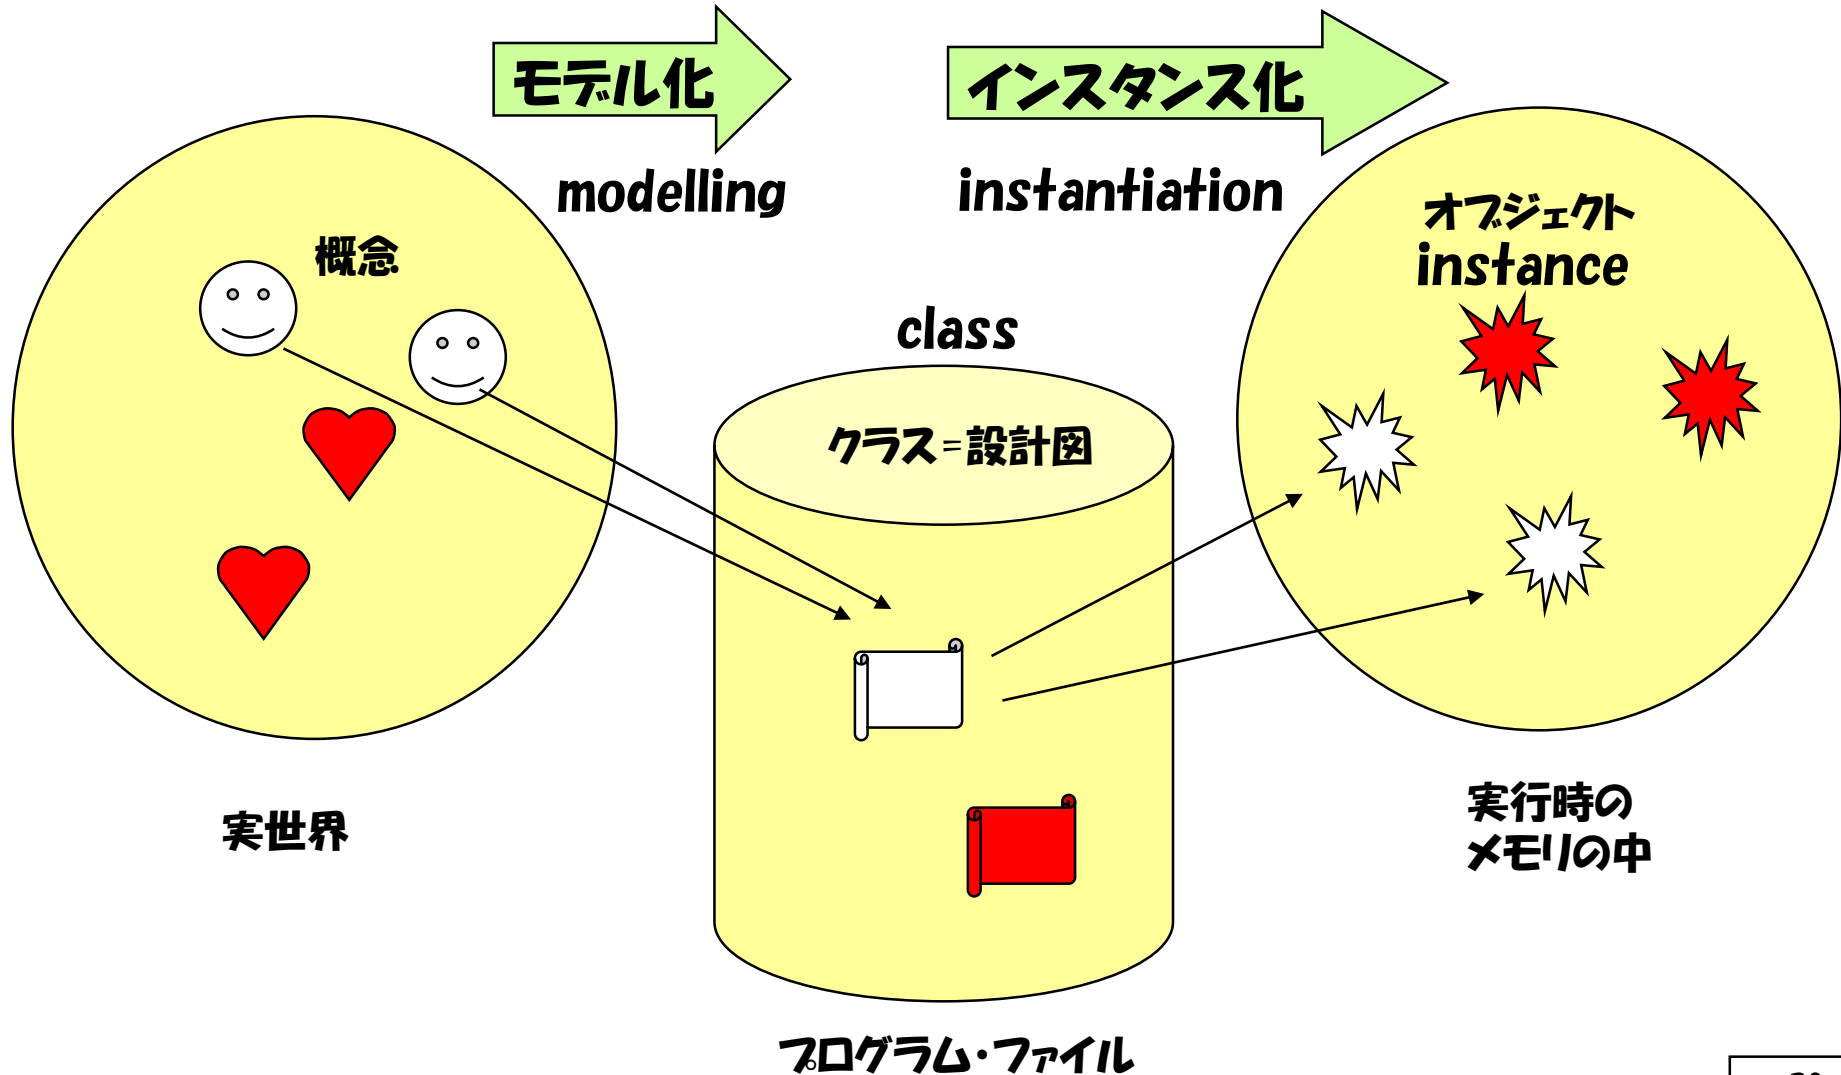 モデル化
インスタンス化
modelling
instantiation
概念
オブジェクト
instance
class
クラス=設計図
実世界
実行時の
メモリの中
プログラム・ファイル